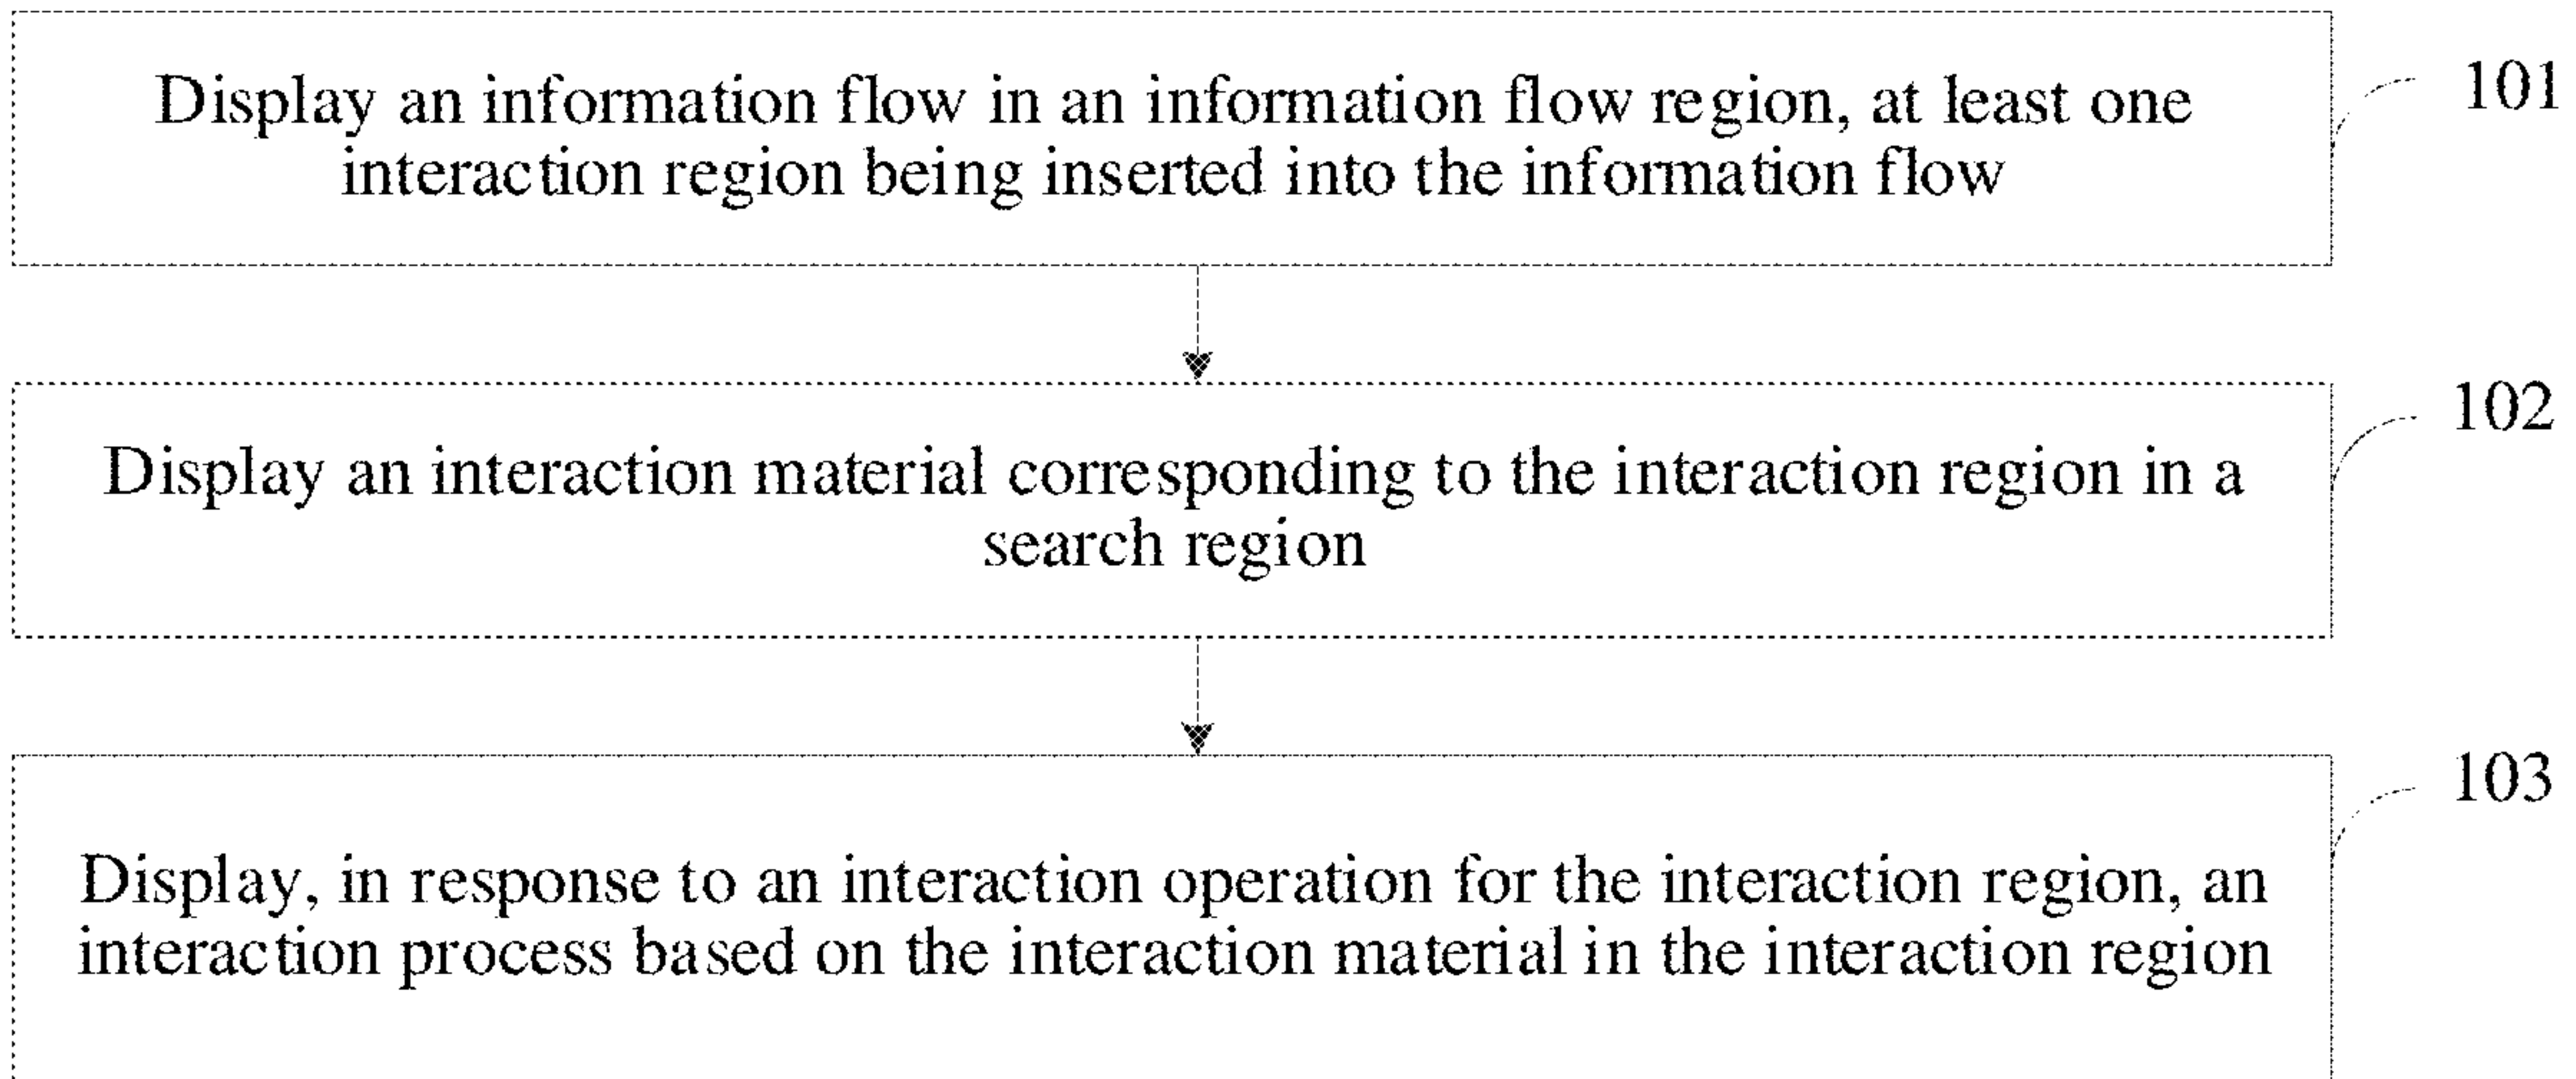 Display an information flow in an information flow region, at least one
interaction region being inserted into the information flow
101
Display an interaction material corresponding to the interaction region in a
search region
102
Display, in response to an interaction operation for the interaction region, an
interaction process based on the interaction material in the interaction region
103